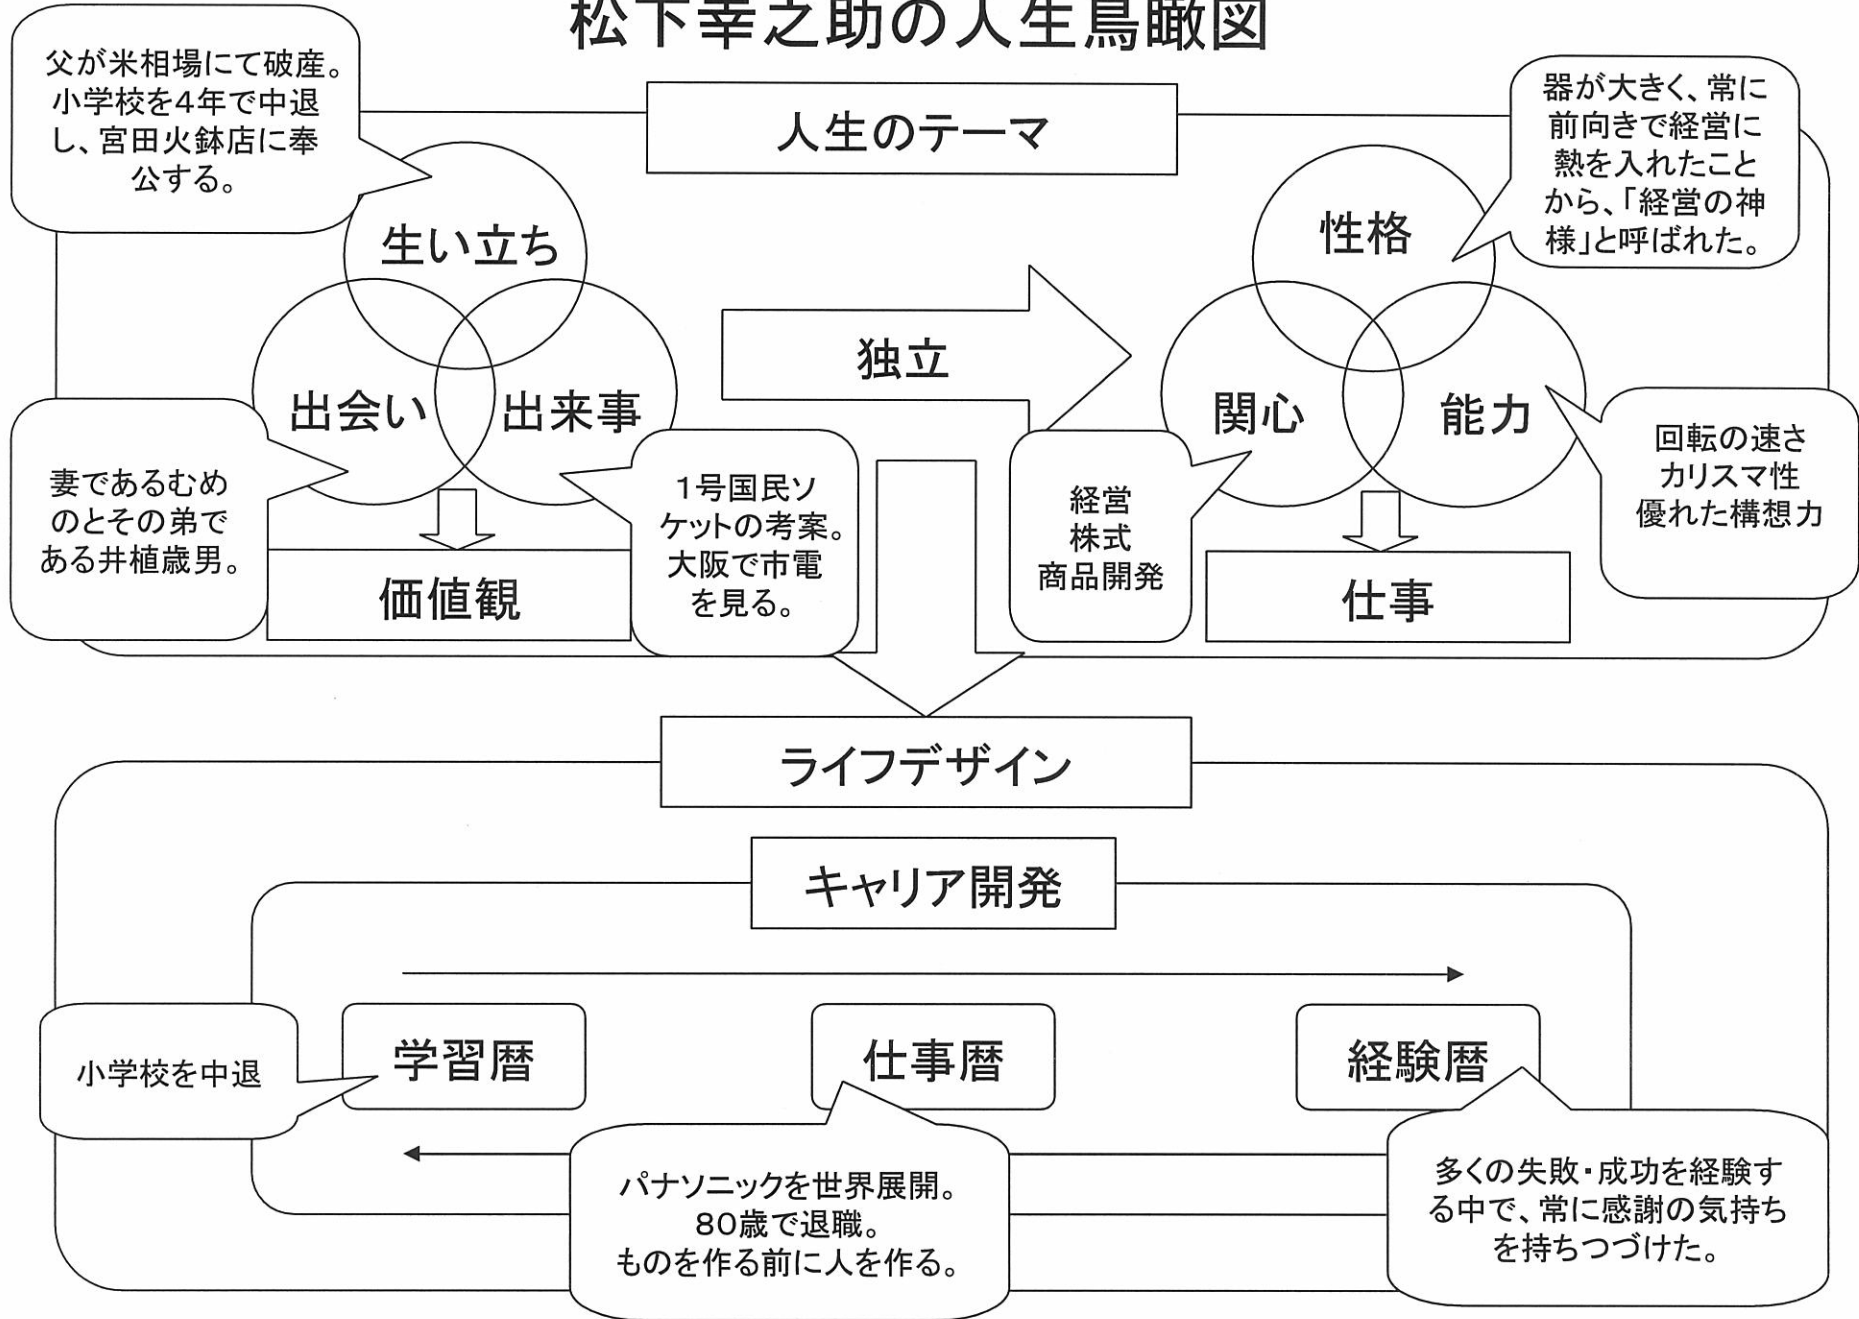 松下幸之助の人生鳥瞰図
父が米相場にて破産。
小学校を4年で中退
し、宮田火鉢店に奉
公する。
人生のテーマ
器が大きく、常に
前向きで経営に
熱を入れたこと
から、「経営の神
様」と呼ばれた。
生い立ち
出会い
出来事
独立
性格
関心
能力
妻であるむめ
のとその弟で
ある井植歳男。
1号国民ソ
ケットの考案。
大阪で市電
を見る。
経営
株式
商品開発
回転の速さ
カリスマ性
優れた構想力
価値観
仕事
ライフデザイン
キャリア開発
小学校を中退
学習暦
仕事暦
経験暦
パナソニックを世界展開。
80歳で退職。
ものを作る前に人を作る。
多くの失敗・成功を経験す
る中で、常に感謝の気持ち
を持ちつづけた。